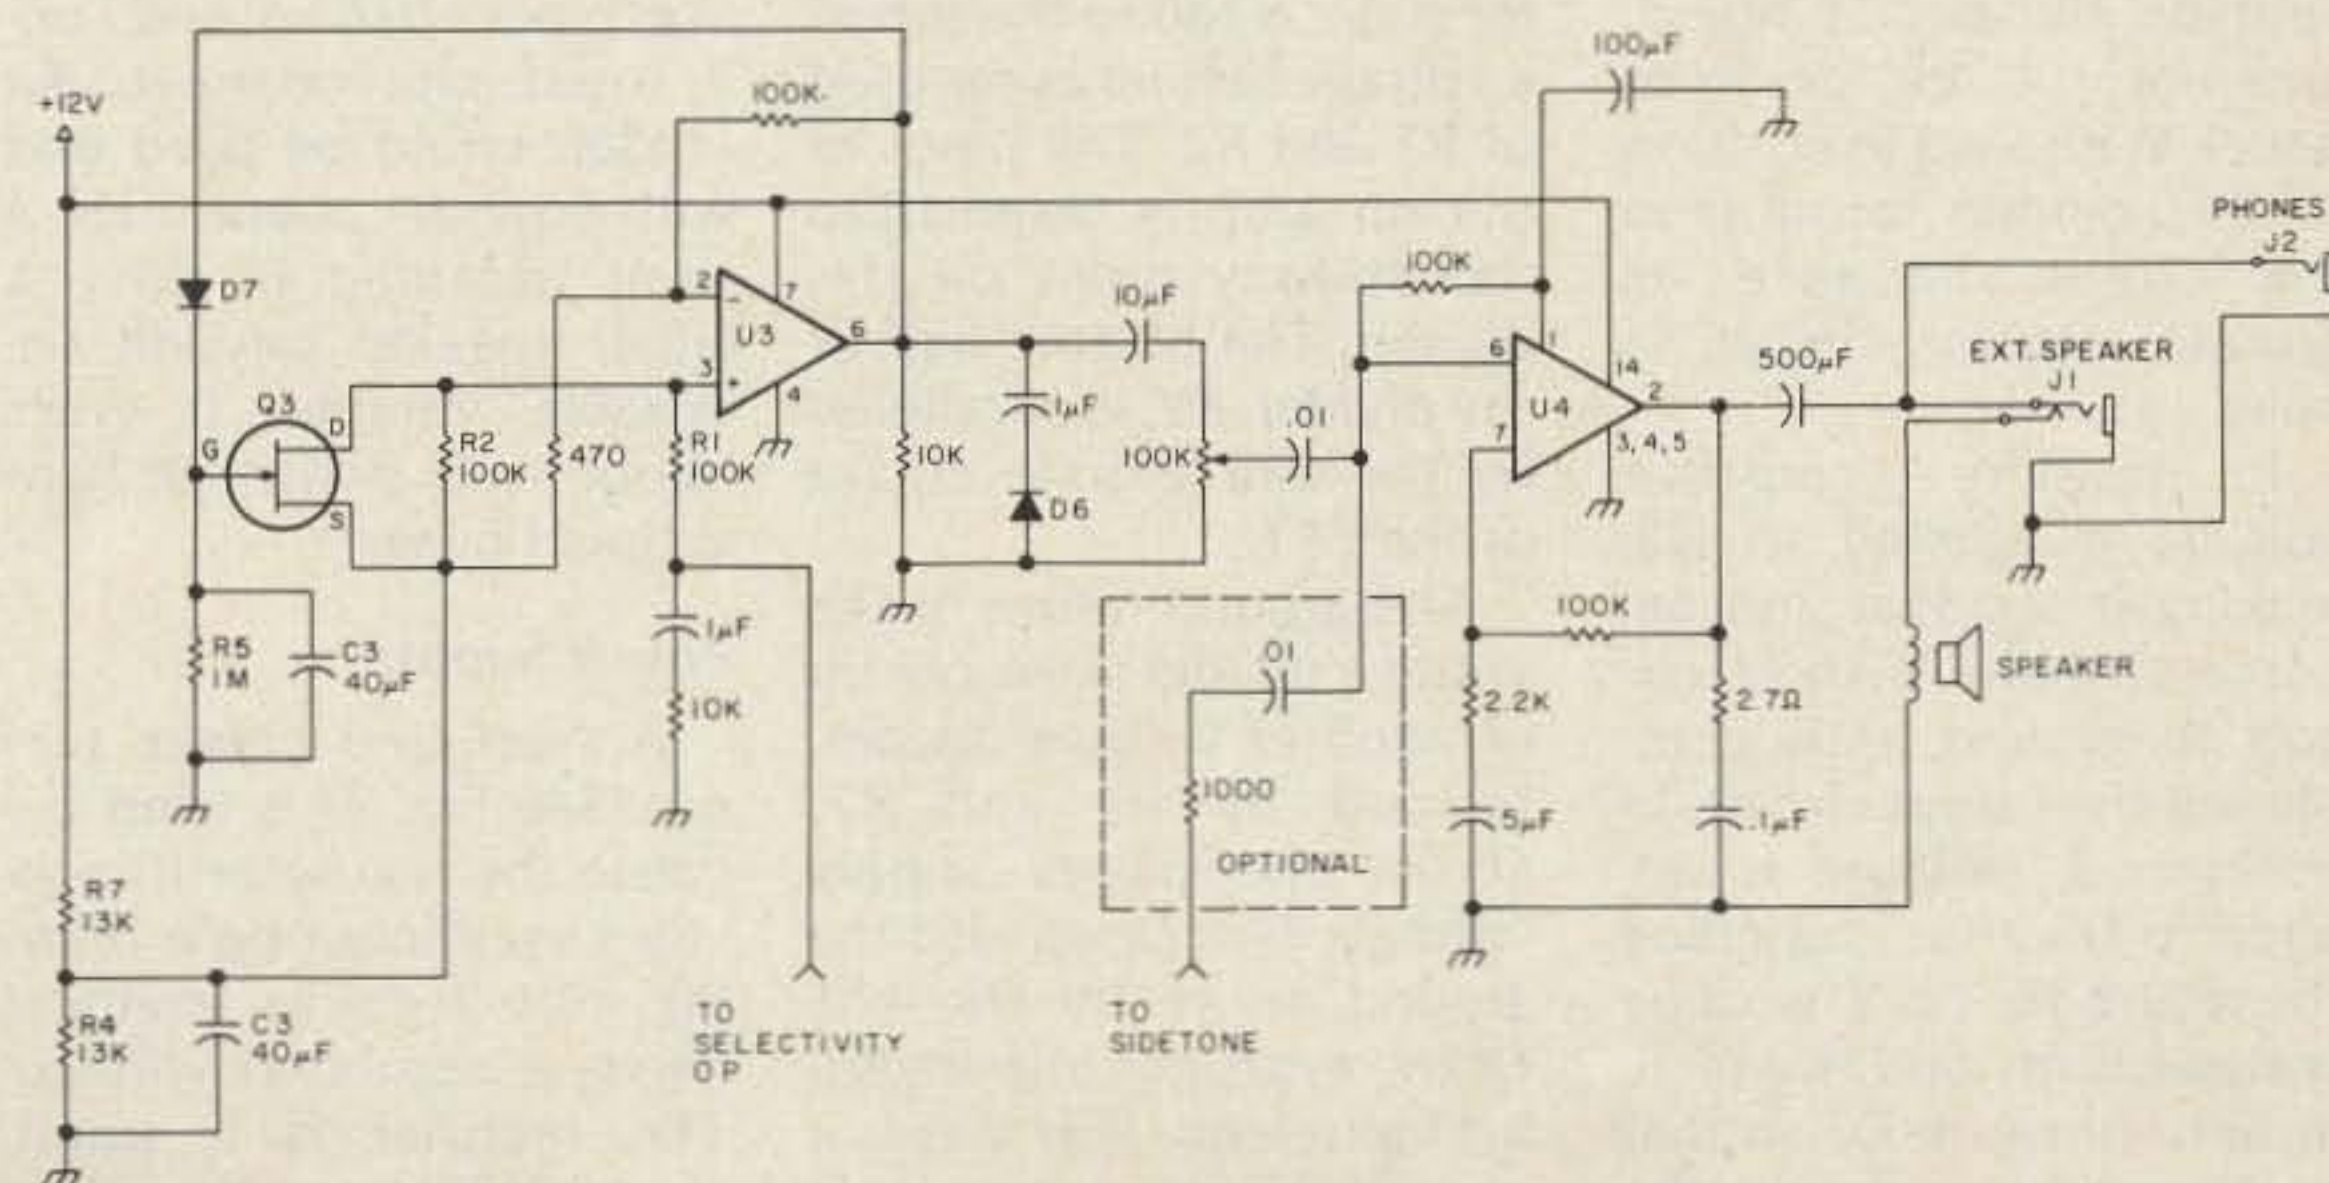 100µF
+12V
100K
PHONES
J2
100K
D7
2
7
U3
6
10µF
6
1
14
500µF
EXT. SPEAKER
J1
3
4
Q3
D
G
S
R2
100K
470
R1
100K
10K
1µF
100K
.01
U4
2
7
3,4,5
D6
R5
1M
C3
40µF
1µF
10K
.01
1000
OPTIONAL
100K
2.2K
2.7Ω
SPEAKER
5µF
.1µF
R7
13K
R4
13K
C3
40µF
TO
SELECTIVITY
OP
TO
SIDETONE